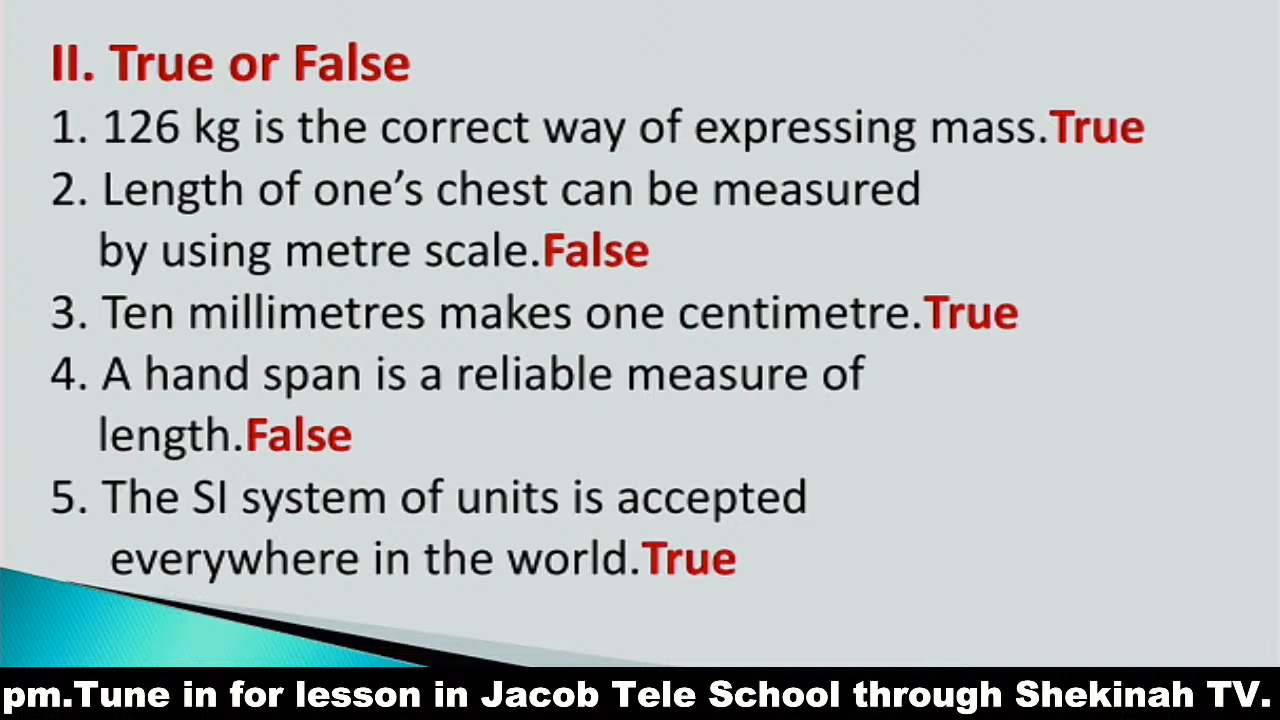 II. True or False
1. 126 kg is the correct way of expressing mass.True
2. Length of one’s chest can be measured
by using metre scale.False
3. Ten millimetres makes one centimetre.True
4. A hand span is a reliable measure of
length.False
5. The SI system of units is accepted
everywhere in the world.True
pm.Tune in for lesson in Jacob Tele School through Shekinah TV.